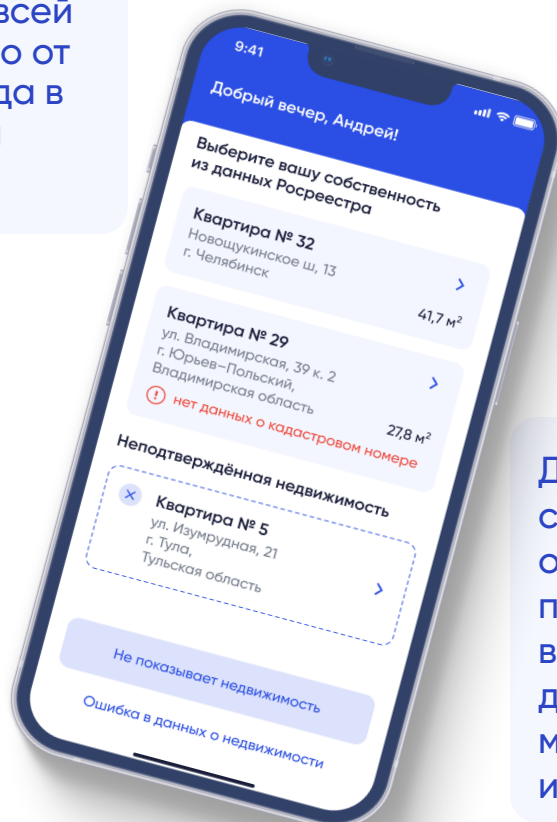 всей
о от
да в
9:41
Добрый вечер, Андрей!
Выберите вашу собственность
из данных Росреестра
Квартира № 32
Новощукинское ш, 13
г. Челябинск
41,7 м²
Квартира № 29
ул. Владимирская, 39 к. 2
г. Юрьев-Польский,
Владимирская область
27,8 м²
нет данных о кадастровом номере
Неподтверждённая недвижимость
Квартира № 5
ул. Изумрудная, 21
г. Тула,
Тульская область
Не показывает недвижимость
Ошибка в данных о недвижимости
Д
с
о
п
в
д
м
и